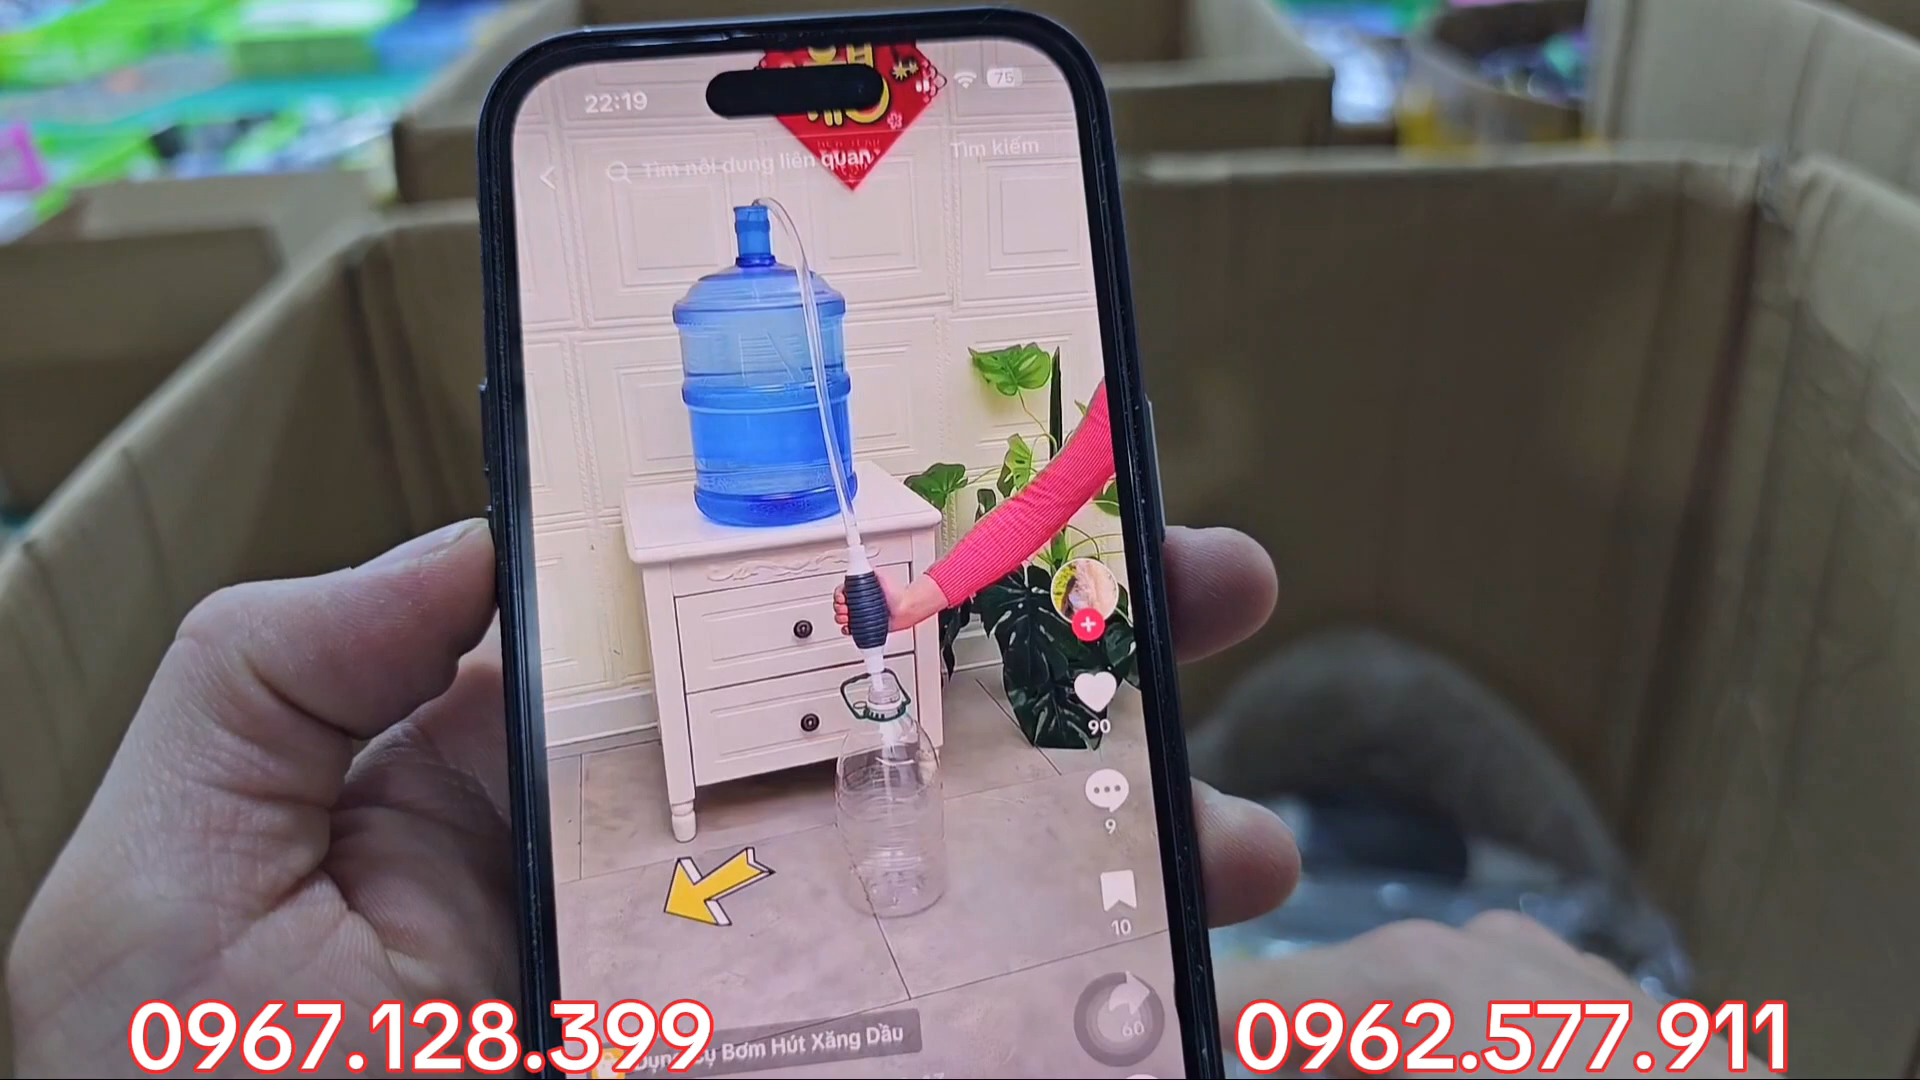 22:19
75
Tìm nội dung liên quan
Tìm kiếm
90
9
10
60
Bơm Hút Xăng Dầu
0967.128.399
0962.577.911